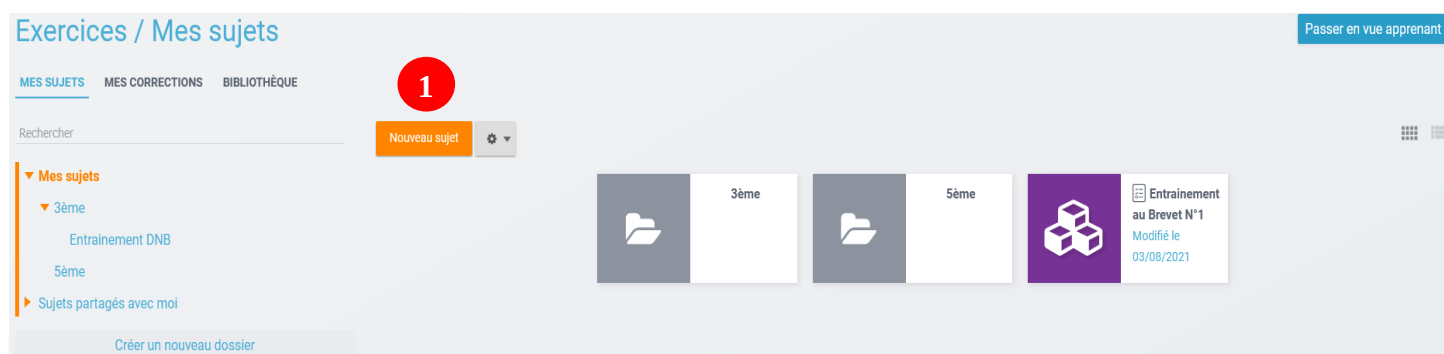 Exercices / Mes sujets
Passer en vue apprenant
MES SUJETS MES CORRECTIONS BIBLIOTHÈQUE
1
Rechercher
Nouveau sujet
Mes sujets
3ème
Entrainement DNB
5ème
Sujets partagés avec moi
Créer un nouveau dossier
3ème
5ème
Entrainement
au Brevet N°1
Modifié le
03/08/2021